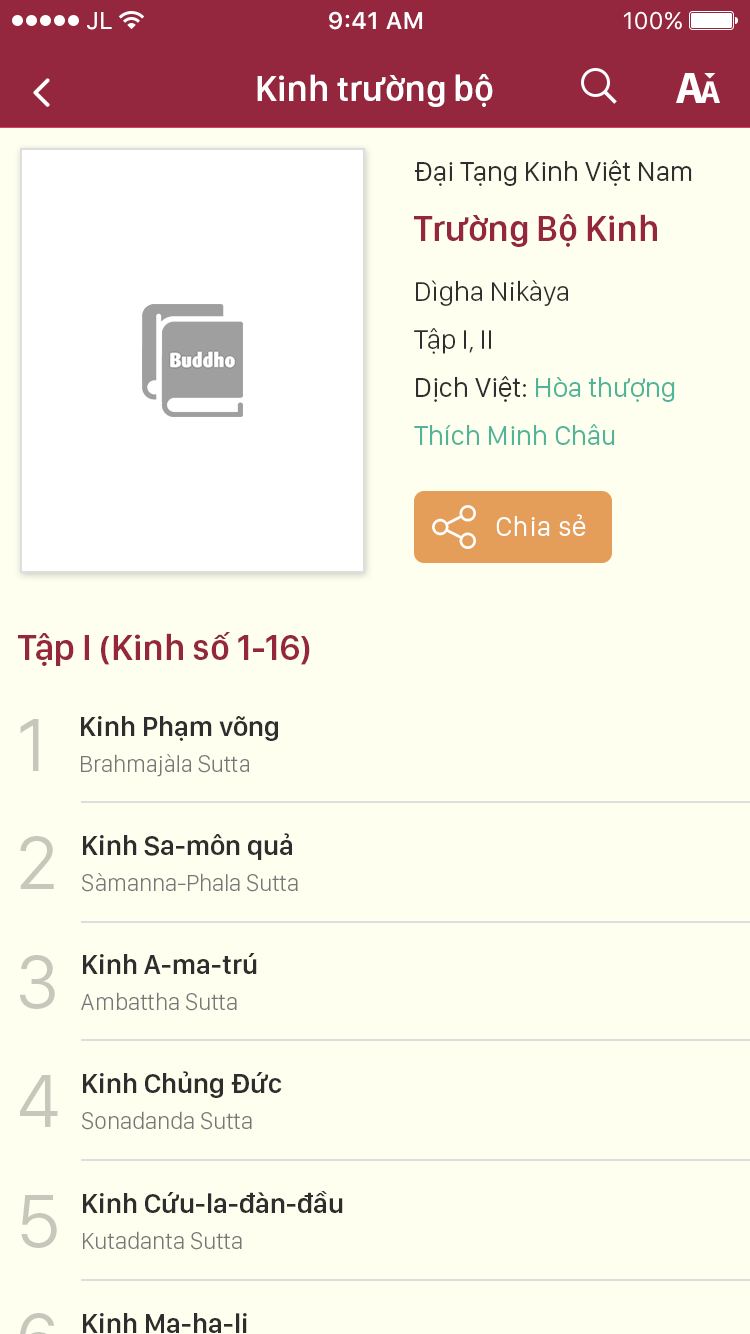 JL
9:41 AM
100%
Kinh trường bộ
AA
Buddho
Đại Tạng Kinh Việt Nam
Trường Bộ Kinh
Dìgha Nikàya
Tập I, II
Dịch Việt: Hòa thượng
Thích Minh Châu
Chia sẻ
Tập I (Kinh số 1-16)
1
Kinh Phạm võng
Brahmajàla Sutta
2
Kinh Sa-môn quả
Sàmanna-Phala Sutta
3
Kinh A-ma-trú
Ambattha Sutta
4
Kinh Chủng Đức
Sonadanda Sutta
5
Kinh Cứu-la-đàn-đầu
Kutadanta Sutta
6
Kinh Ma-ha-li